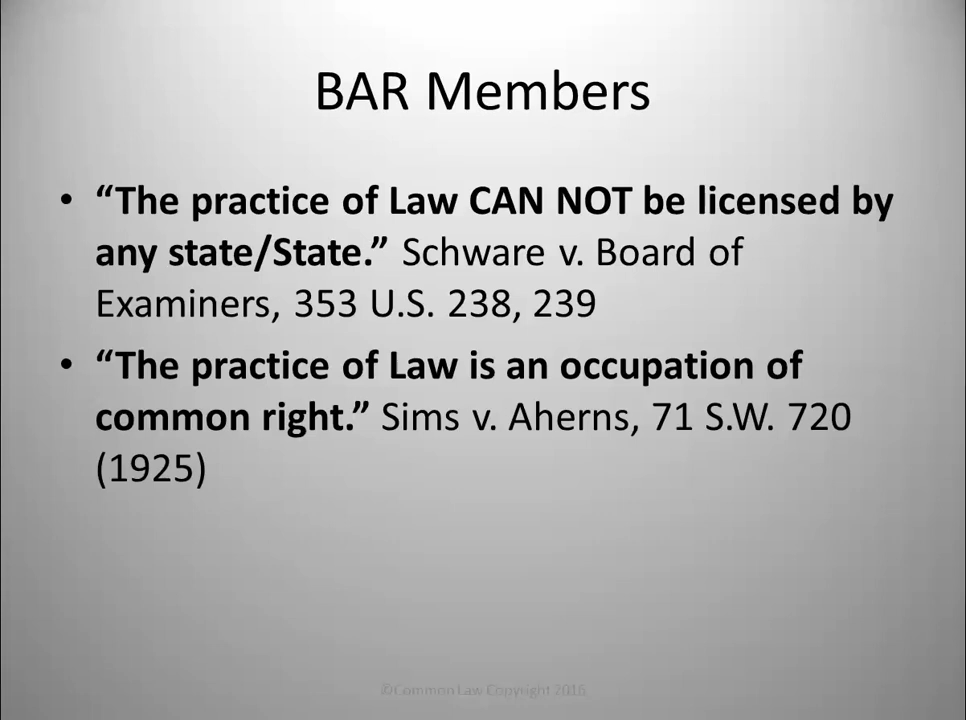 BAR Members
• “The practice of Law CAN NOT be licensed by
any state/State.” Schware v. Board of
Examiners, 353 U.S. 238, 239
• “The practice of Law is an occupation of
common right.” Sims v. Aherns, 71 S.W. 720
(1925)
©Common Law Copyright 2016